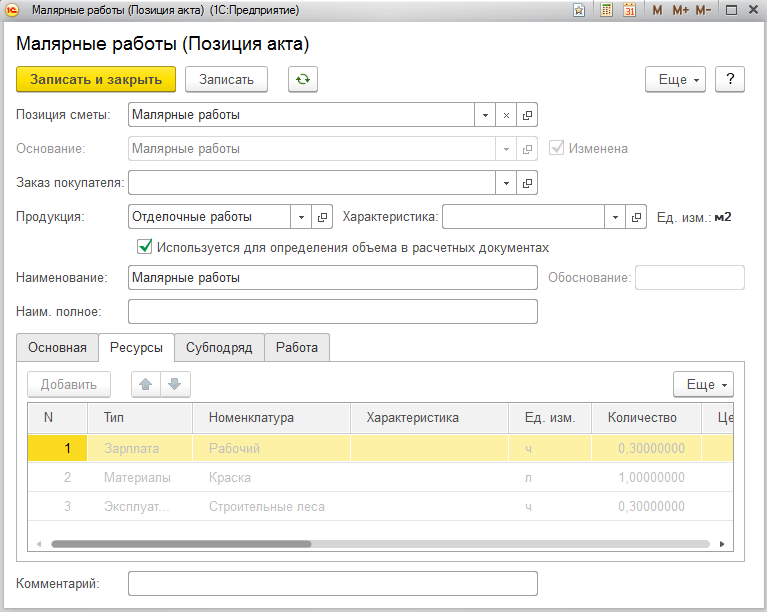 Малярные работы (Позиция акта) (1С:Предприятие) M M+ M-
Малярные работы (Позиция акта)
Записать и закрыть Записать Еще ?
Позиция сметы: Малярные работы
Основание: Малярные работы Изменена
Заказ покупателя:
Продукция: Отделочные работы Характеристика: Ед. изм.: м2
Используется для определения объема в расчетных документах
Наименование: Малярные работы Обоснование:
Наим. полное:
Основная Ресурсы Субподряд Работа
Добавить Еще
N Тип Номенклатура Характеристика Ед. изм. Количество Це
1 Зарплата Рабочий ч 0,30000000
2 Материалы Краска л 1,00000000
3 Эксплуат... Строительные леса ч 0,30000000
Комментарий: